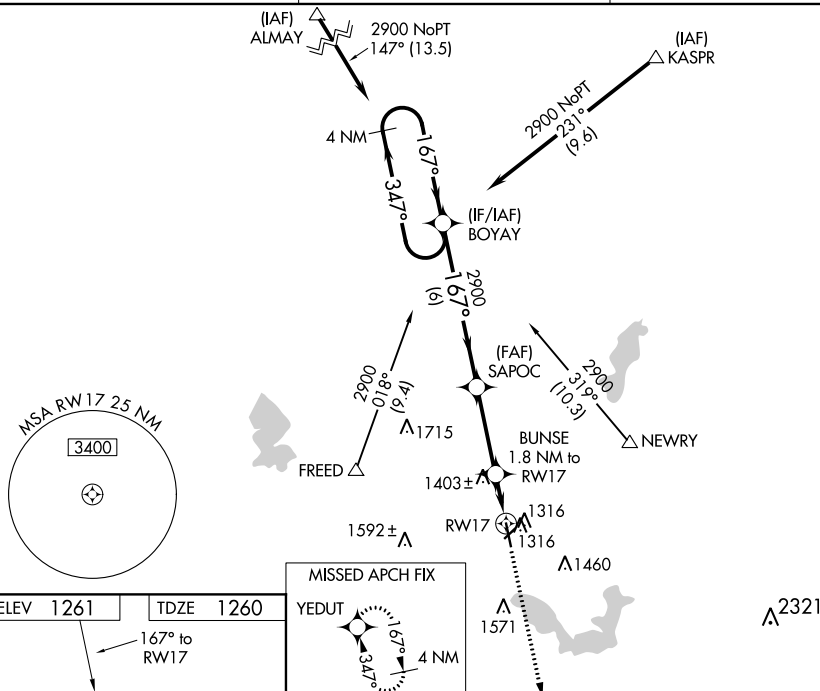 (IAF)
ALMAY
2900 NoPT
147° (13.5)
(IAF)
KASPR
2900 NoPT
231°
(9.6)
4 NM
167°
347°
(IF/IAF)
BOYAY
2900
167°
(6)
(FAF)
SAPOC
2900
018°
(9.4)
2900
319°
(10.3)
MSA RW17 25 NM
3400
1715
FREED
NEWRY
BUNSE
1.8 NM to
RW17
1403±
1592±
RW17
1316
1316
1460
1571
2321
ELEV 1261
TDZE 1260
167° to
RW17
MISSED APCH FIX
YEDUT
167°
347°
4 NM